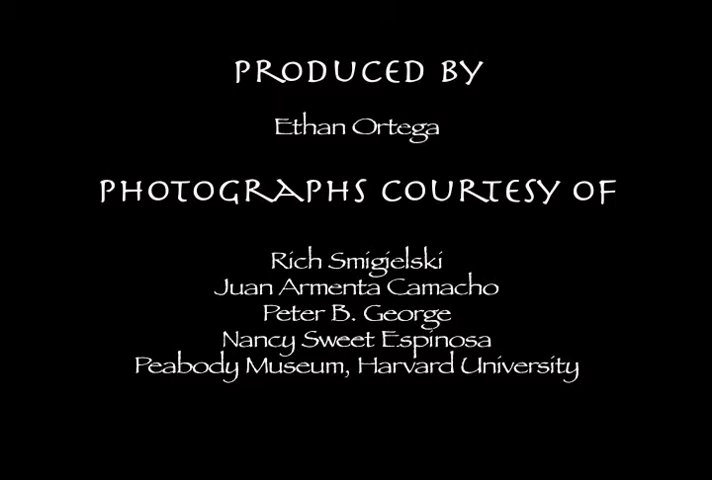 PRODUCED BY
Ethan Ortega
PHOTOGRAPHS COURTESY OF
Rich Smigielski
Juan Armenta Camacho
Peter B. George
Nancy Sweet Espinosa
Peabody Museum, Harvard University